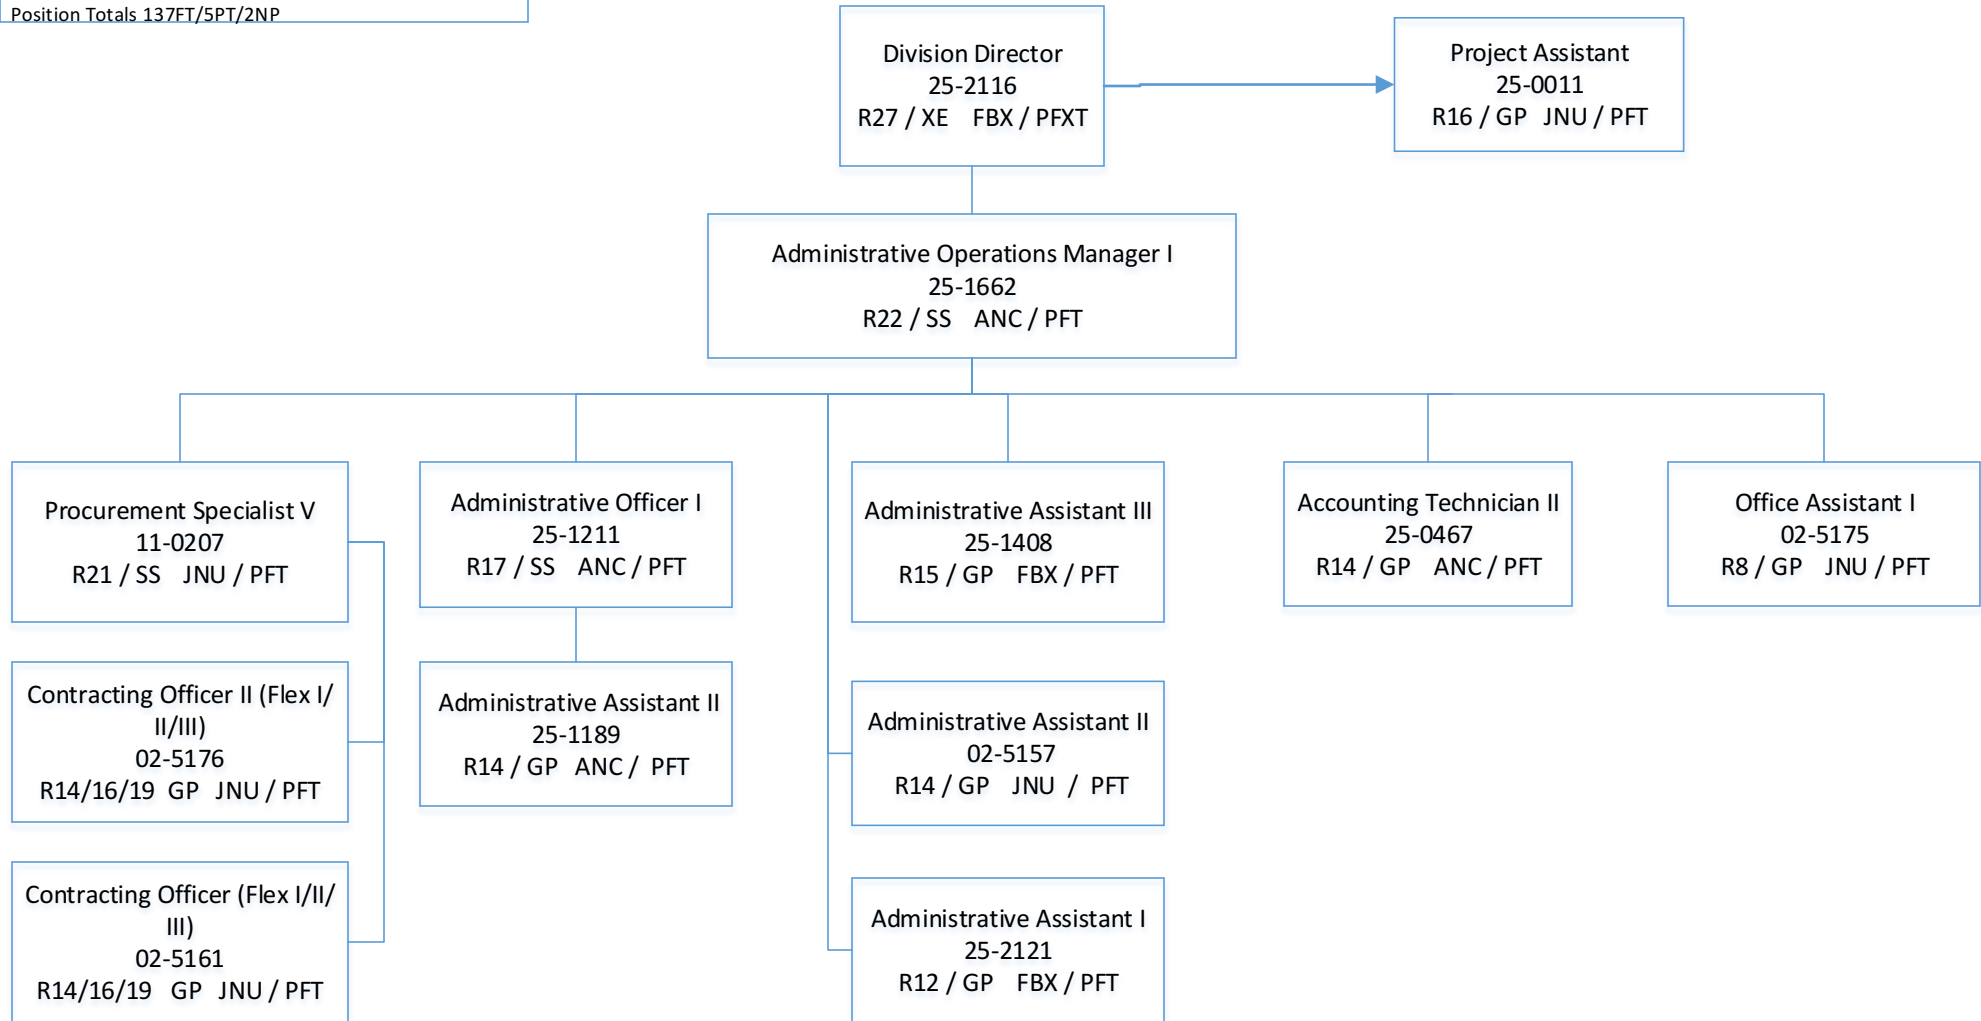 Position Totals 137FT/5PT/2NP
Division Director
25-2116
R27 / XE FBX / PFXT
Project Assistant
25-0011
R16 / GP JNU / PFT
Administrative Operations Manager I
25-1662
R22 / SS ANC / PFT
Procurement Specialist V
11-0207
R21 / SS JNU / PFT
Administrative Officer I
25-1211
R17 / SS ANC / PFT
Administrative Assistant III
25-1408
R15 / GP FBX / PFT
Accounting Technician II
25-0467
R14 / GP ANC / PFT
Office Assistant I
02-5175
R8 / GP JNU / PFT
Contracting Officer II (Flex I/
II/III)
02-5176
R14/16/19 GP JNU / PFT
Administrative Assistant II
25-1189
R14 / GP ANC / PFT
Administrative Assistant II
02-5157
R14 / GP JNU / PFT
Contracting Officer (Flex I/II/
III)
02-5161
R14/16/19 GP JNU / PFT
Administrative Assistant I
25-2121
R12 / GP FBX / PFT